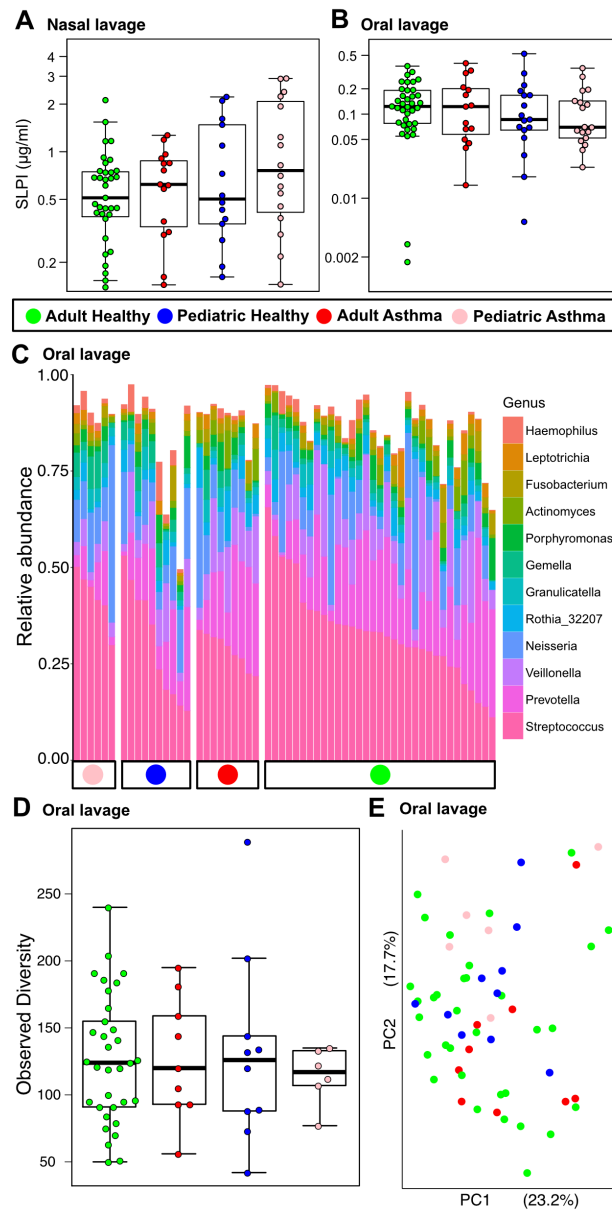 A Nasal lavage
SLPI (μg/ml)
4
3
2
1
0.5
0.2
B Oral lavage
0.5
0.2
0.1
0.05
0.01
0.002
Adult Healthy Pediatric Healthy Adult Asthma Pediatric Asthma
C Oral lavage
Relative abundance
1.00
0.75
0.50
0.25
0.00
Genus
Haemophilus
Leptotrichia
Fusobacterium
Actinomyces
Porphyromonas
Gemella
Granulicatella
Rothia_32207
Neisseria
Veillonella
Prevotella
Streptococcus
D Oral lavage
Observed Diversity
250
200
150
100
50
E Oral lavage
PC2 (17.7%)
PC1 (23.2%)